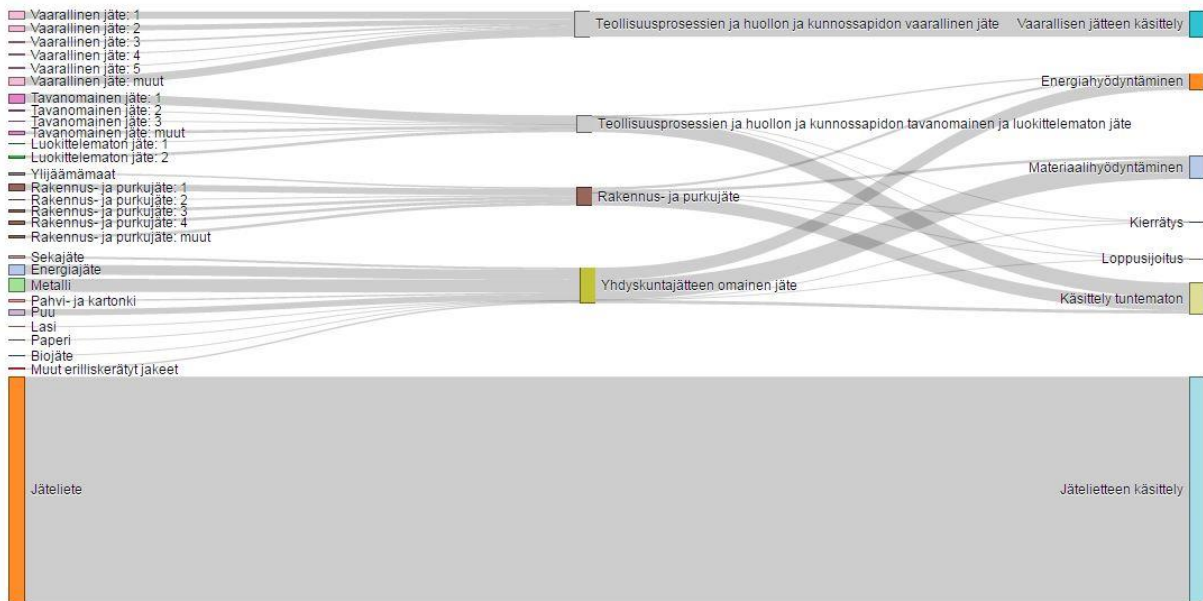 Vaarallinen jäte: 1
Vaarallinen jäte: 2
Vaarallinen jäte: 3
Vaarallinen jäte: 4
Vaarallinen jäte: 5
Vaarallinen jäte: muut
Tavanomainen jäte: 1
Tavanomainen jäte: 2
Tavanomainen jäte: 3
Tavanomainen jäte: muut
Luokittelematon jäte: 1
Luokittelematon jäte: 2
Ylijäämämaat
Rakennus- ja purkujäte: 1
Rakennus- ja purkujäte: 2
Rakennus- ja purkujäte: 3
Rakennus- ja purkujäte: 4
Rakennus- ja purkujäte: muut
Sekajäte
Energiajäte
Metalli
Pahvi- ja kartonki
Puu
Lasi
Paperi
Biojäte
Muut erilliskerätyt jakeet
Jäteliete
Teollisuusprosessien ja huollon ja kunnossapidon vaarallinen jäte
Teollisuusprosessien ja huollon ja kunnossapidon tavanomainen ja luokittelematon jäte
Rakennus- ja purkujäte
Yhdyskuntajätteen omainen jäte
Vaarallisen jätteen käsittely
Energiahyödyntäminen
Materiaalihyödyntäminen
Kierrätys
Loppusijoitus
Käsittely tuntematon
Jätelietteen käsittely